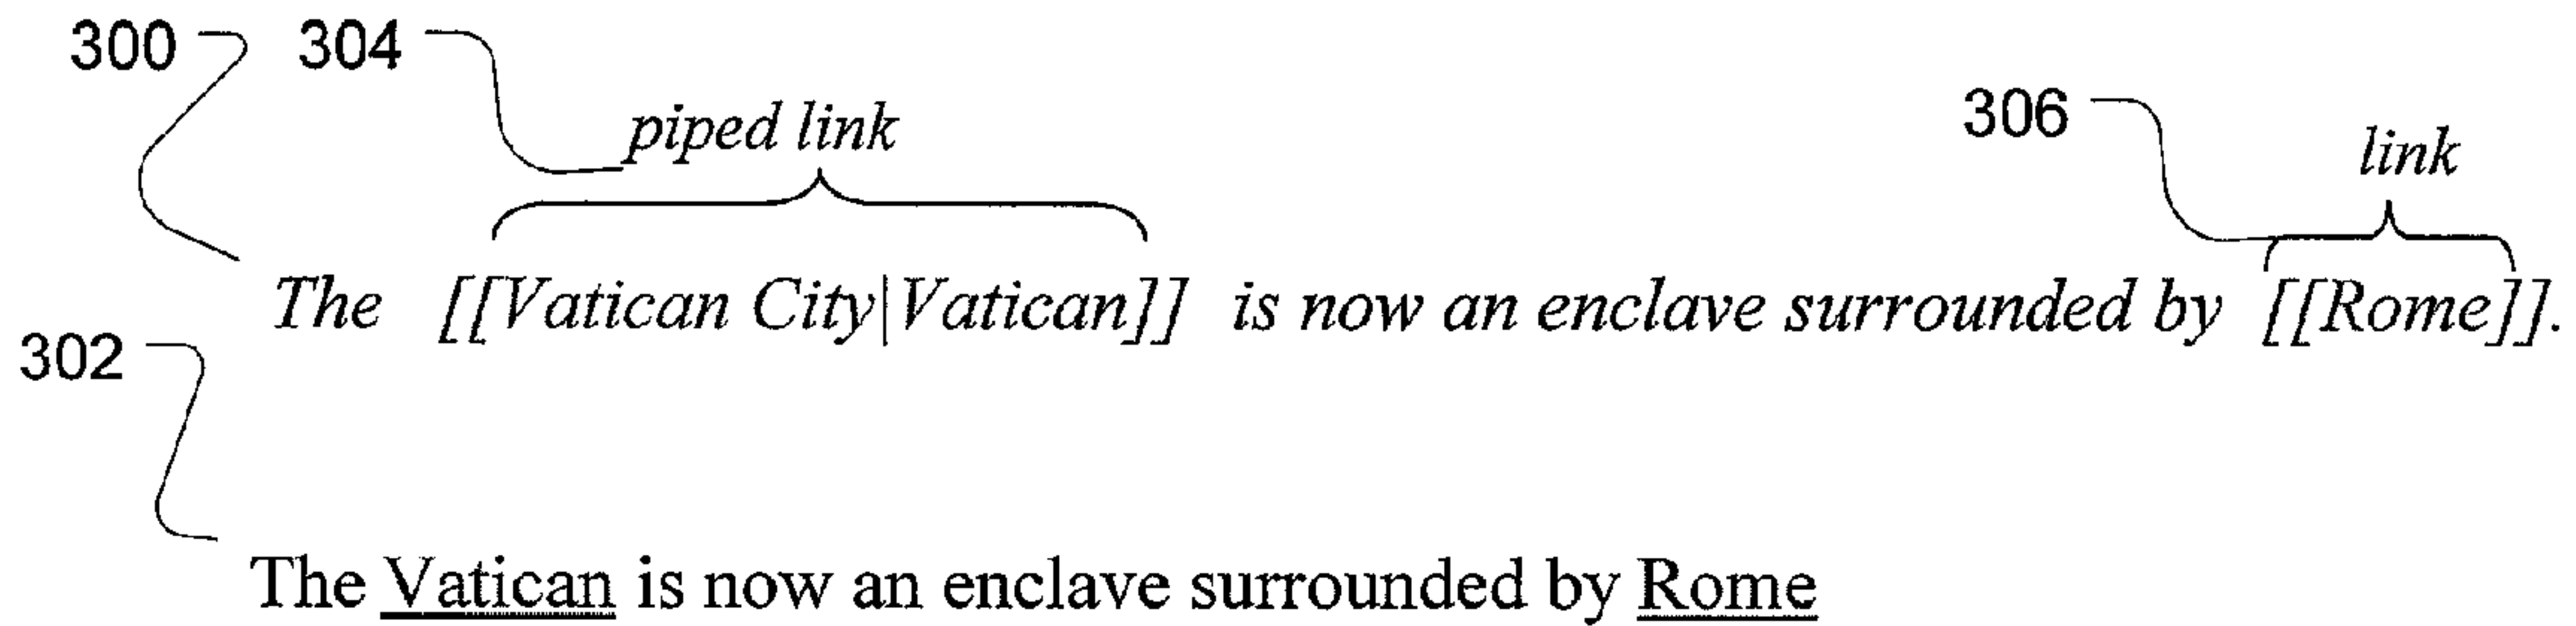 300 304 piped link
306 link
The [[Vatican City|Vatican]] is now an enclave surrounded by [[Rome]].
302
The Vatican is now an enclave surrounded by Rome